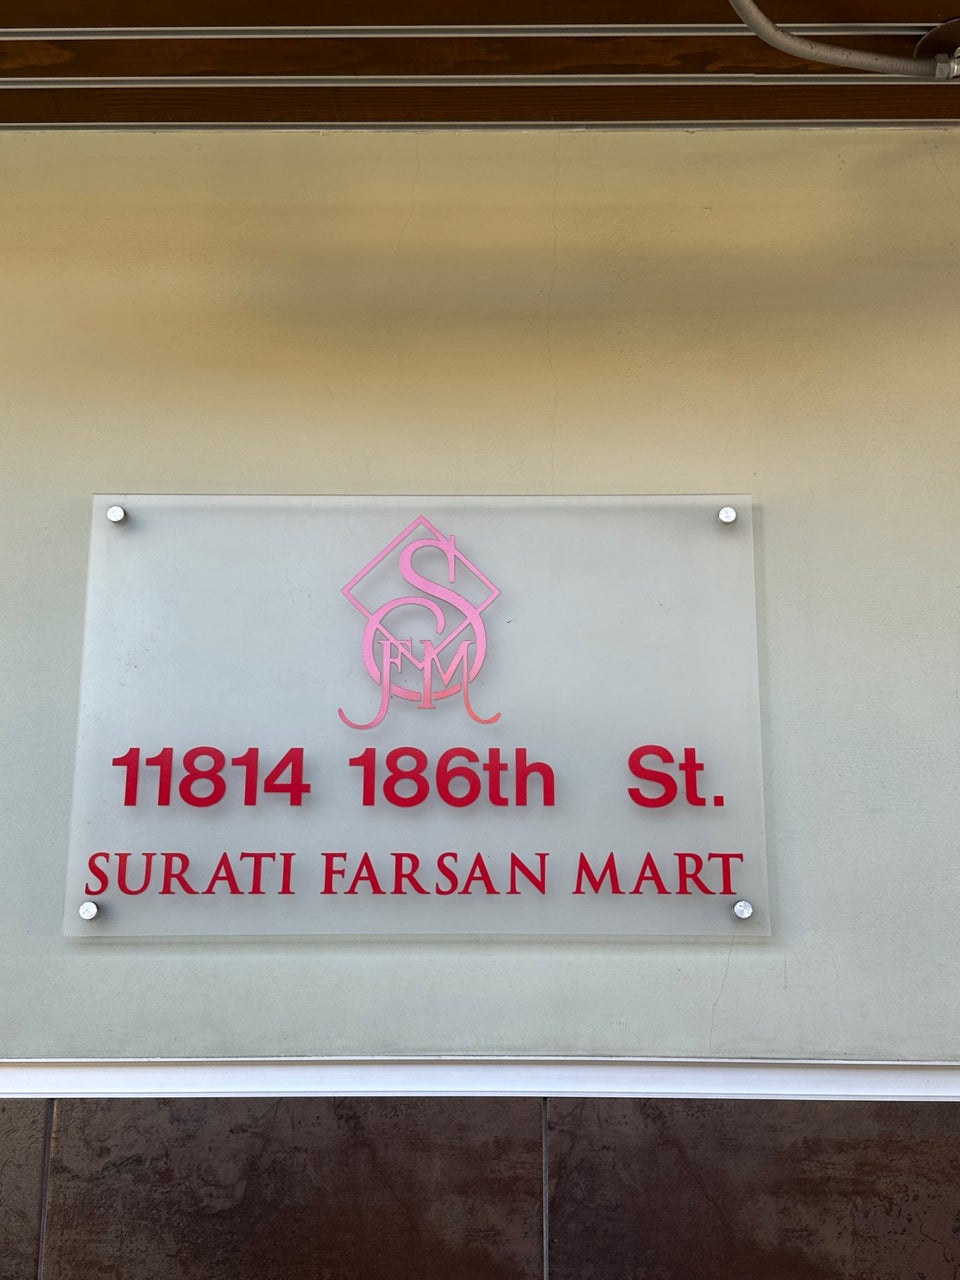 SFM
11814 186th St.
SURATI FARSAN MART